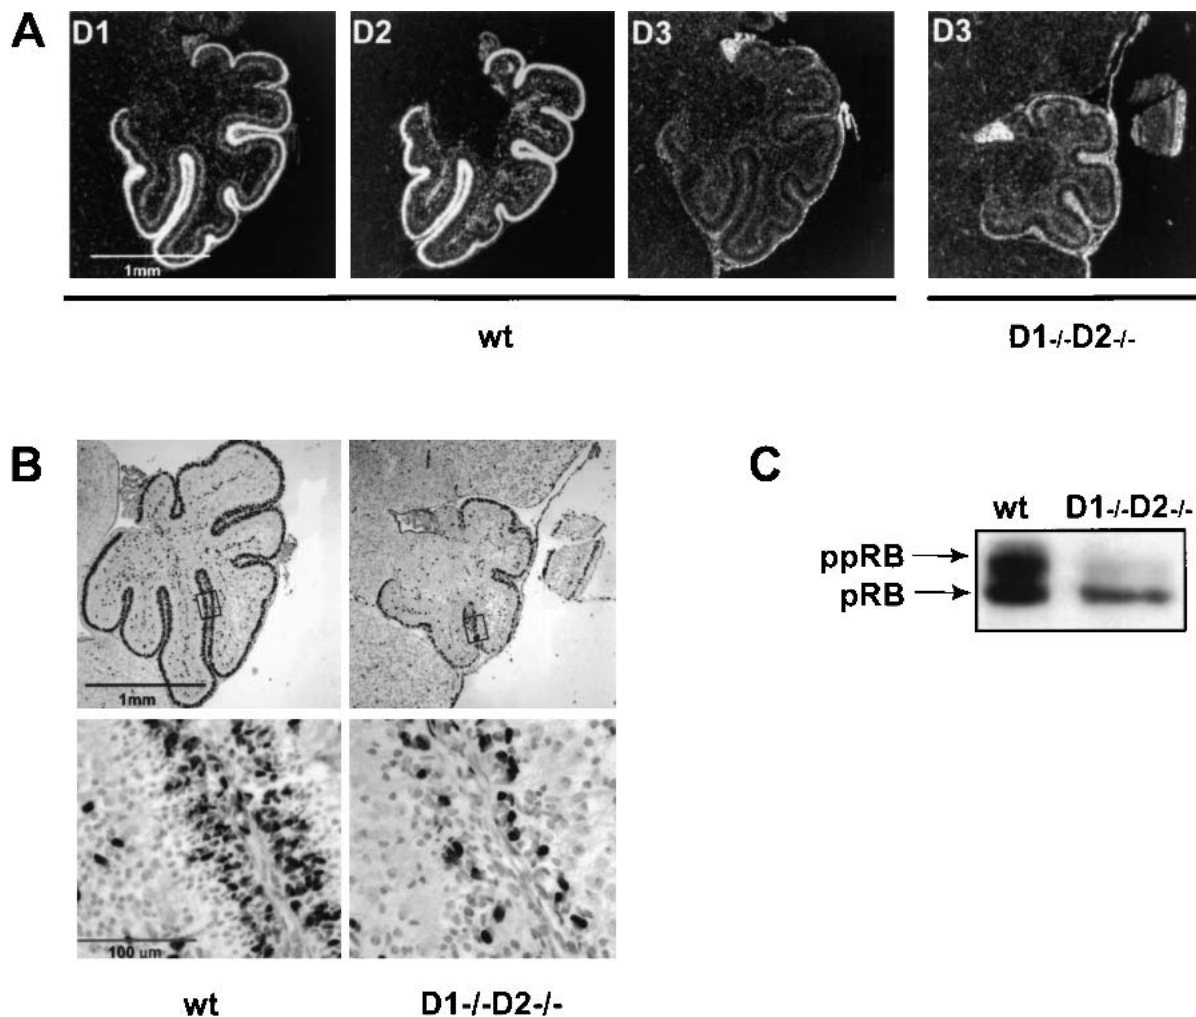 A
D1
D2
D3
D3
1mm
wt
D1-/-D2-/-
B
1mm
100 um
wt
D1-/-D2-/-
C
wt D1-/-D2-/-
ppRB
pRB